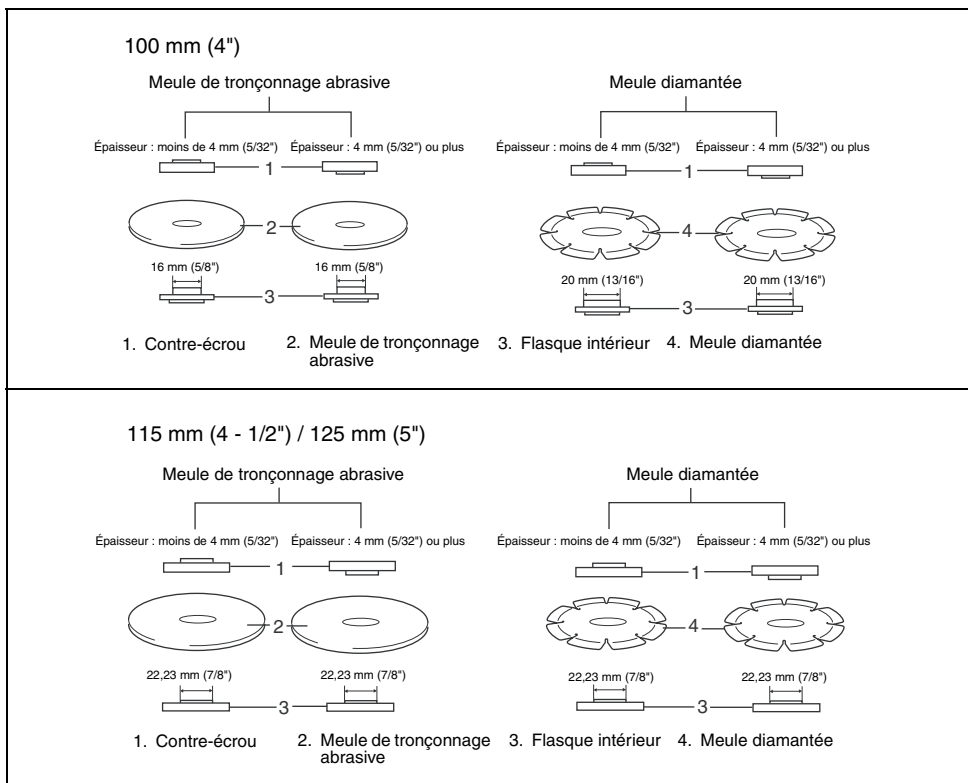 100 mm (4")
Meule de tronçonnage abrasive
Meule diamantée
Épaisseur : moins de 4 mm (5/32")
Épaisseur : 4 mm (5/32") ou plus
Épaisseur : moins de 4 mm (5/32")
Épaisseur : 4 mm (5/32") ou plus
1
1
2
4
16 mm (5/8")
16 mm (5/8")
20 mm (13/16")
20 mm (13/16")
3
3
1. Contre-écrou
2. Meule de tronçonnage
abrasive
3. Flasque intérieur
4. Meule diamantée
115 mm (4 - 1/2") / 125 mm (5")
Meule de tronçonnage abrasive
Meule diamantée
Épaisseur : moins de 4 mm (5/32")
Épaisseur : 4 mm (5/32") ou plus
Épaisseur : moins de 4 mm (5/32")
Épaisseur : 4 mm (5/32") ou plus
1
1
2
4
22,23 mm (7/8")
22,23 mm (7/8")
22,23 mm (7/8")
22,23 mm (7/8")
3
3
1. Contre-écrou
2. Meule de tronçonnage
abrasive
3. Flasque intérieur
4. Meule diamantée